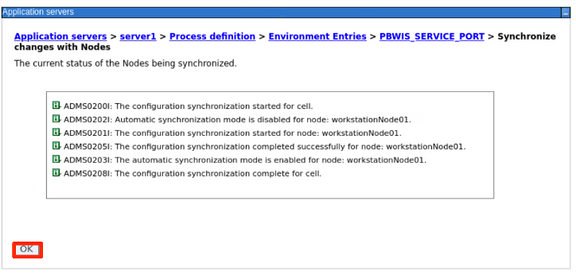 Application servers
Application servers > server1 > Process definition > Environment Entries > PBWIS_SERVICE_PORT > Synchronize
changes with Nodes
The current status of the Nodes being synchronized.
ADMS0200I: The configuration synchronization started for cell.
ADMS0202I: Automatic synchronization mode is disabled for node: workstationNode01.
ADMS0201I: The configuration synchronization started for node: workstationNode01.
ADMS0205I: The configuration synchronization completed successfully for node: workstationNode01.
ADMS0203I: The automatic synchronization mode is enabled for node: workstationNode01.
ADMS0208I: The configuration synchronization complete for cell.
OK